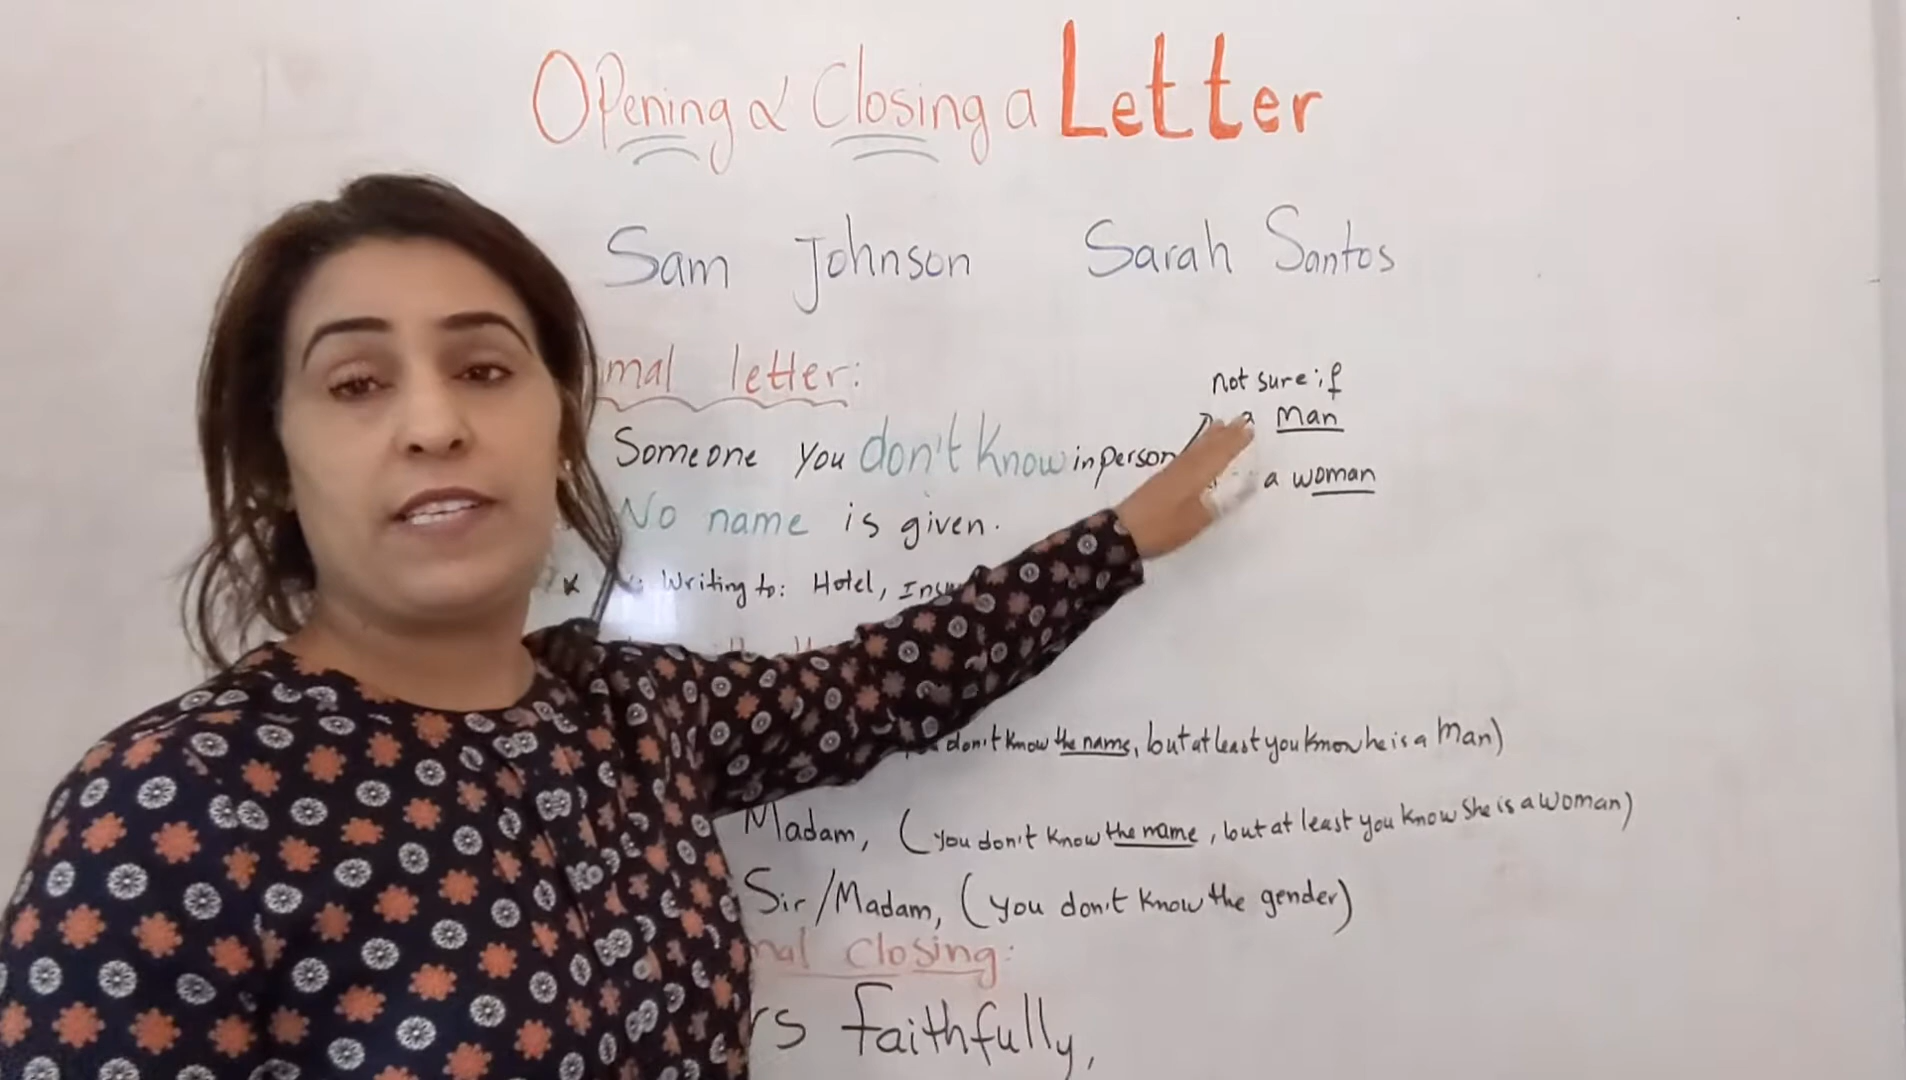 Opening & Closing a Letter
Sam Johnson Sarah Santos
mal letter:
not sure if
a Man
Someone you don't know in person
a woman
No name is given.
Writing to: Hotel,
don't know the name, but at least you know he is a Man)
Madam, (you don't know the name, but at least you know She is a woman)
Sir/Madam, (you don't know the gender)
nal closing:
rs faithfully,